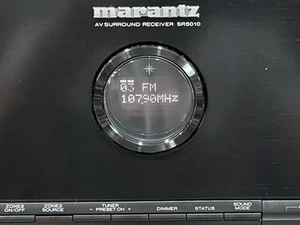 marantz
AV SURROUND RECEIVER SR5010
03 FM
107.90MHz
ZONE2 ON/OFF
ZONE2 SOURCE
TUNER
– PRESET CH +
DIMMER
STATUS
SOUND MODE